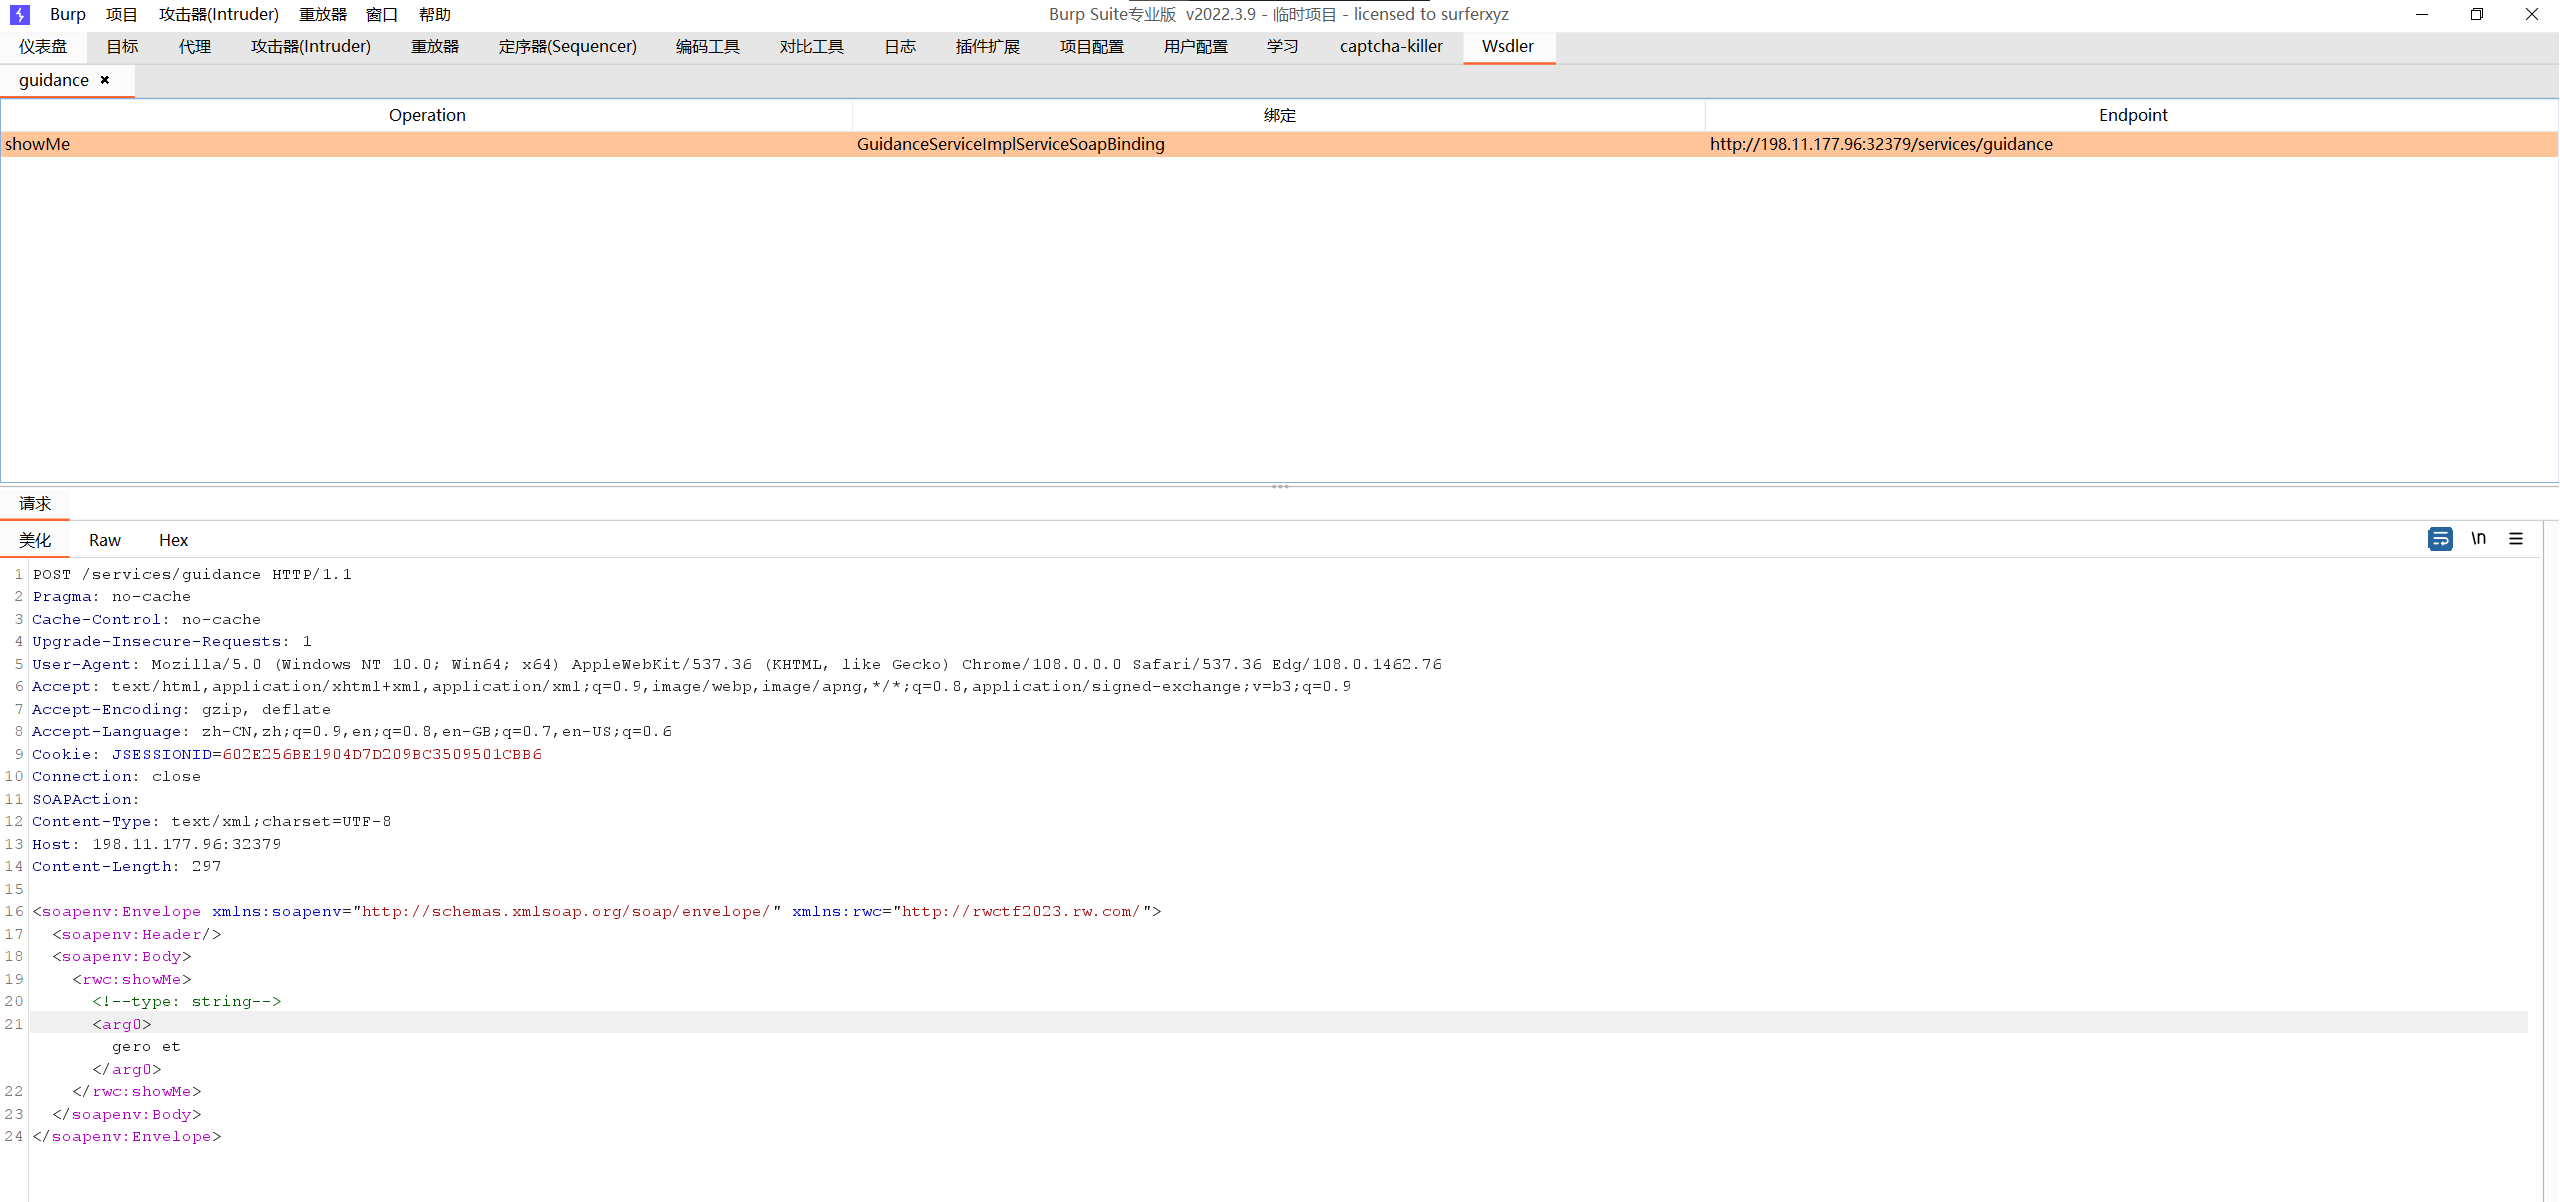 Burp 项目 攻击器(Intruder) 重放器 窗口 帮助 Burp Suite专业版 v2022.3.9 - 临时项目 - licensed to surferxyz
仪表盘 目标 代理 攻击器(Intruder) 重放器 定序器(Sequencer) 编码工具 对比工具 日志 插件扩展 项目配置 用户配置 学习 captcha-killer Wsdler
guidance ×
Operation 绑定 Endpoint
showMe GuidanceServiceImplServiceSoapBinding http://198.11.177.96:32379/services/guidance
请求
美化 Raw Hex \n
1 POST /services/guidance HTTP/1.1
2 Pragma: no-cache
3 Cache-Control: no-cache
4 Upgrade-Insecure-Requests: 1
5 User-Agent: Mozilla/5.0 (Windows NT 10.0; Win64; x64) AppleWebKit/537.36 (KHTML, like Gecko) Chrome/108.0.0.0 Safari/537.36 Edg/108.0.1462.76
6 Accept: text/html,application/xhtml+xml,application/xml;q=0.9,image/webp,image/apng,*/*;q=0.8,application/signed-exchange;v=b3;q=0.9
7 Accept-Encoding: gzip, deflate
8 Accept-Language: zh-CN,zh;q=0.9,en;q=0.8,en-GB;q=0.7,en-US;q=0.6
9 Cookie: JSESSIONID=602E256BE1904D7D209BC3509501CBB6
10 Connection: close
11 SOAPAction:
12 Content-Type: text/xml;charset=UTF-8
13 Host: 198.11.177.96:32379
14 Content-Length: 297
15
16 <soapenv:Envelope xmlns:soapenv="http://schemas.xmlsoap.org/soap/envelope/" xmlns:rwc="http://rwctf2023.rw.com/">
17 <soapenv:Header/>
18 <soapenv:Body>
19 <rwc:showMe>
20 <!--type: string-->
21 <arg0>
gero et
</arg0>
22 </rwc:showMe>
23 </soapenv:Body>
24 </soapenv:Envelope>